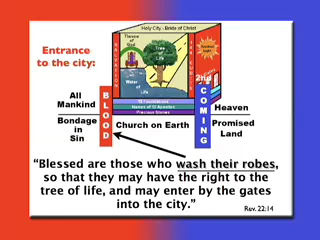 Holy City - Bride of Christ
Entrance
to the city:
Throne
of
God
Tree
of
Life
Water
of
Life
12 Foundations
Names of 12 Apostles
Precious Stones
2nd
COMING
All
Mankind
Bondage
in
Sin
BLOOD
Church on Earth
Heaven
Promised
Land
“Blessed are those who wash their robes,
so that they may have the right to the
tree of life, and may enter by the gates
into the city.”
Rev. 22:14